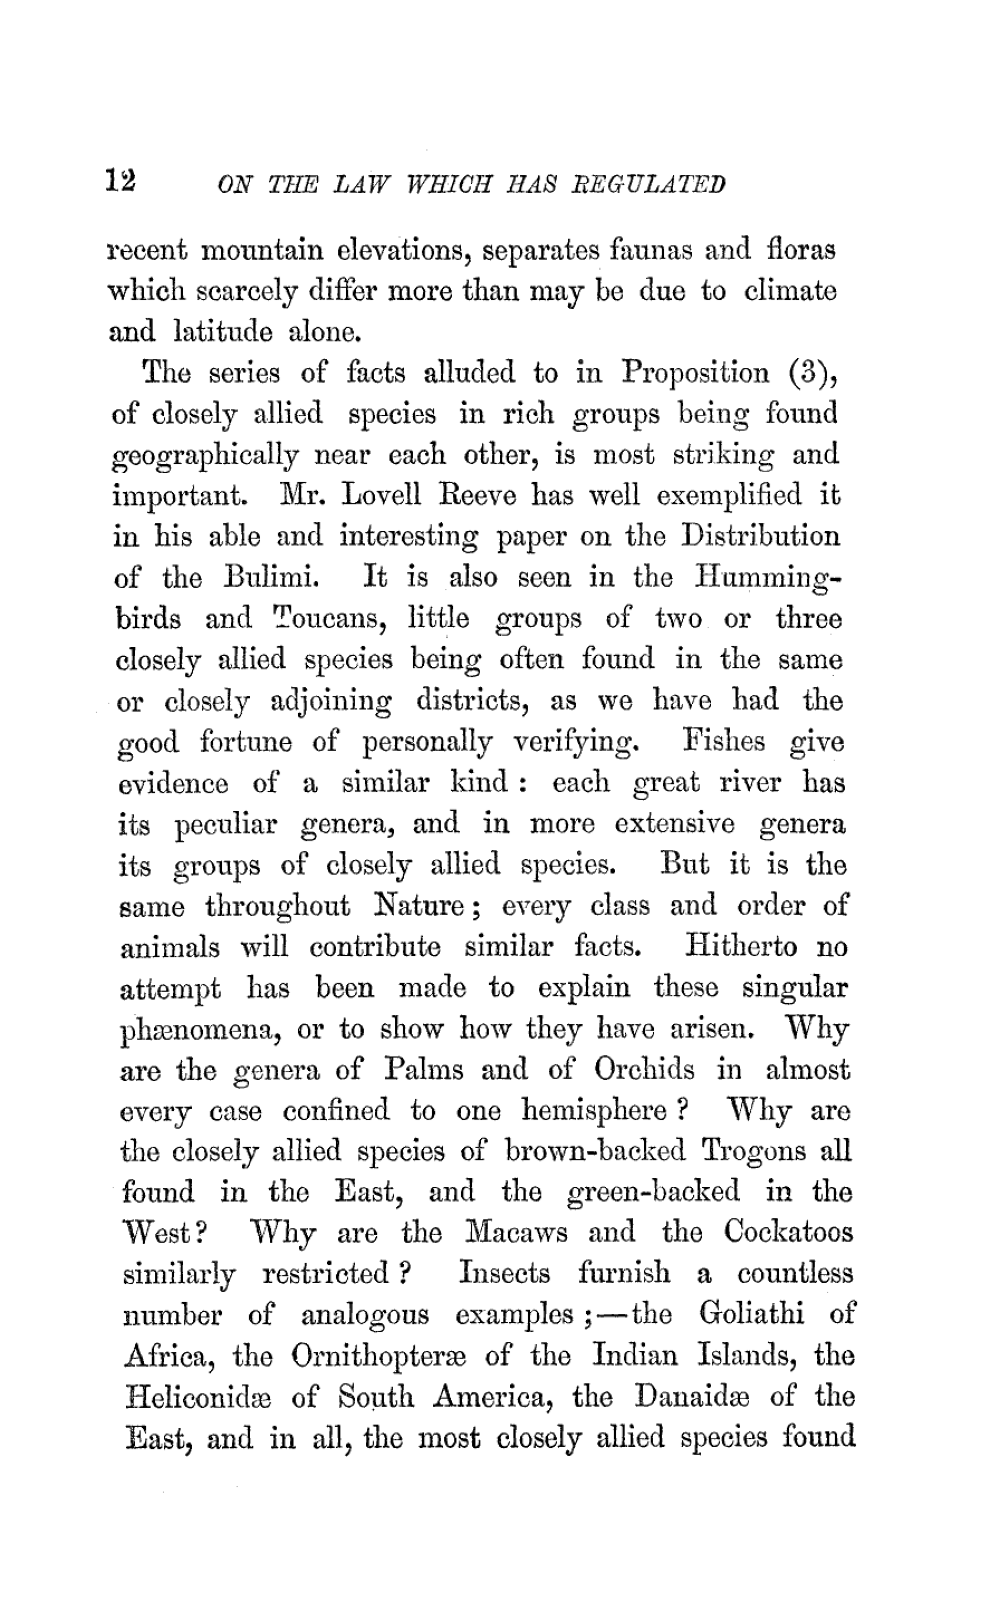 12 ON THE LAW WHICH HAS REGULATED
recent mountain elevations, separates faunas and floras
which scarcely differ more than may be due to climate
and latitude alone.
The series of facts alluded to in Proposition (3),
of closely allied species in rich groups being found
geographically near each other, is most striking and
important. Mr. Lovell Reeve has well exemplified it
in his able and interesting paper on the Distribution
of the Bulimi. It is also seen in the Humming-
birds and Toucans, little groups of two or three
closely allied species being often found in the same
or closely adjoining districts, as we have had the
good fortune of personally verifying. Fishes give
evidence of a similar kind : each great river has
its peculiar genera, and in more extensive genera
its groups of closely allied species. But it is the
same throughout Nature ; every class and order of
animals will contribute similar facts. Hitherto no
attempt has been made to explain these singular
phænomena, or to show how they have arisen. Why
are the genera of Palms and of Orchids in almost
every case confined to one hemisphere ? Why are
the closely allied species of brown-backed Trogons all
found in the East, and the green-backed in the
West ? Why are the Macaws and the Cockatoos
similarly restricted ? Insects furnish a countless
number of analogous examples ;—the Goliathi of
Africa, the Ornithopteræ of the Indian Islands, the
Heliconidæ of South America, the Danaidæ of the
East, and in all, the most closely allied species found